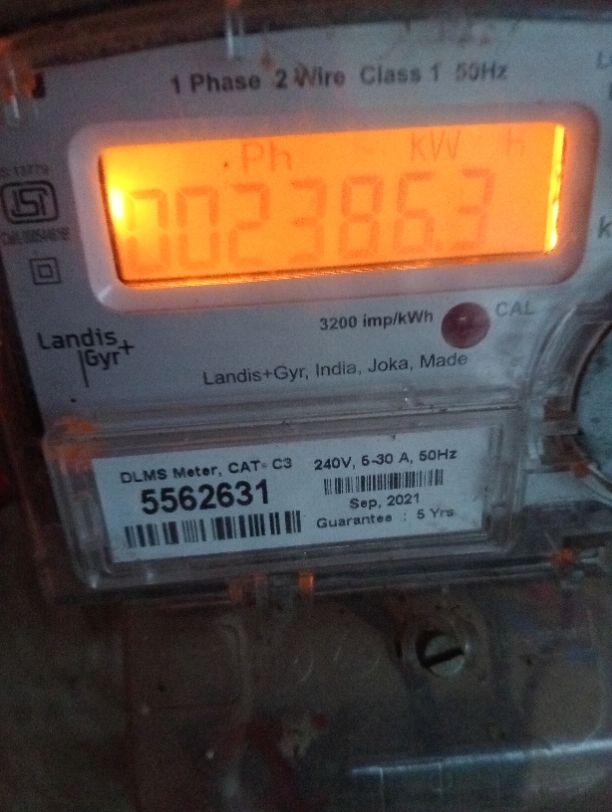 1 Phase 2 Wire Class 1 50Hz
Ph kW h
002386.3
3200 imp/kWh CAL
Landis
Gyr+
Landis+Gyr, India, Joka, Made
DLMS Meter, CAT- C3
5562631
240V, 5-30 A, 50Hz
Sep, 2021
Guarantee : 5 Yrs